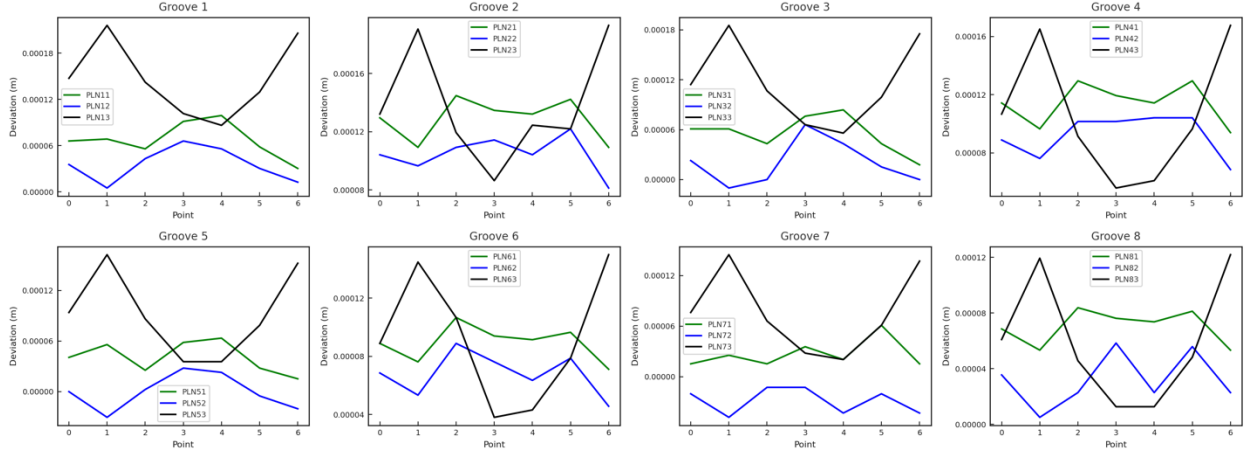 Groove 1
Deviation (m)
0.00018
0.00012
0.00006
0.00000
PLN11
PLN12
PLN13
0 1 2 3 4 5 6
Point
Groove 2
Deviation (m)
0.00016
0.00012
0.00008
PLN21
PLN22
PLN23
0 1 2 3 4 5 6
Point
Groove 3
Deviation (m)
0.00018
0.00012
0.00006
0.00000
PLN31
PLN32
PLN33
0 1 2 3 4 5 6
Point
Groove 4
Deviation (m)
0.00016
0.00012
0.00008
PLN41
PLN42
PLN43
0 1 2 3 4 5 6
Point
Groove 5
Deviation (m)
0.00012
0.00006
0.00000
PLN51
PLN52
PLN53
0 1 2 3 4 5 6
Point
Groove 6
Deviation (m)
0.00012
0.00008
0.00004
PLN61
PLN62
PLN63
0 1 2 3 4 5 6
Point
Groove 7
Deviation (m)
0.00012
0.00006
0.00000
PLN71
PLN72
PLN73
0 1 2 3 4 5 6
Point
Groove 8
Deviation (m)
0.00012
0.00008
0.00004
0.00000
PLN81
PLN82
PLN83
0 1 2 3 4 5 6
Point